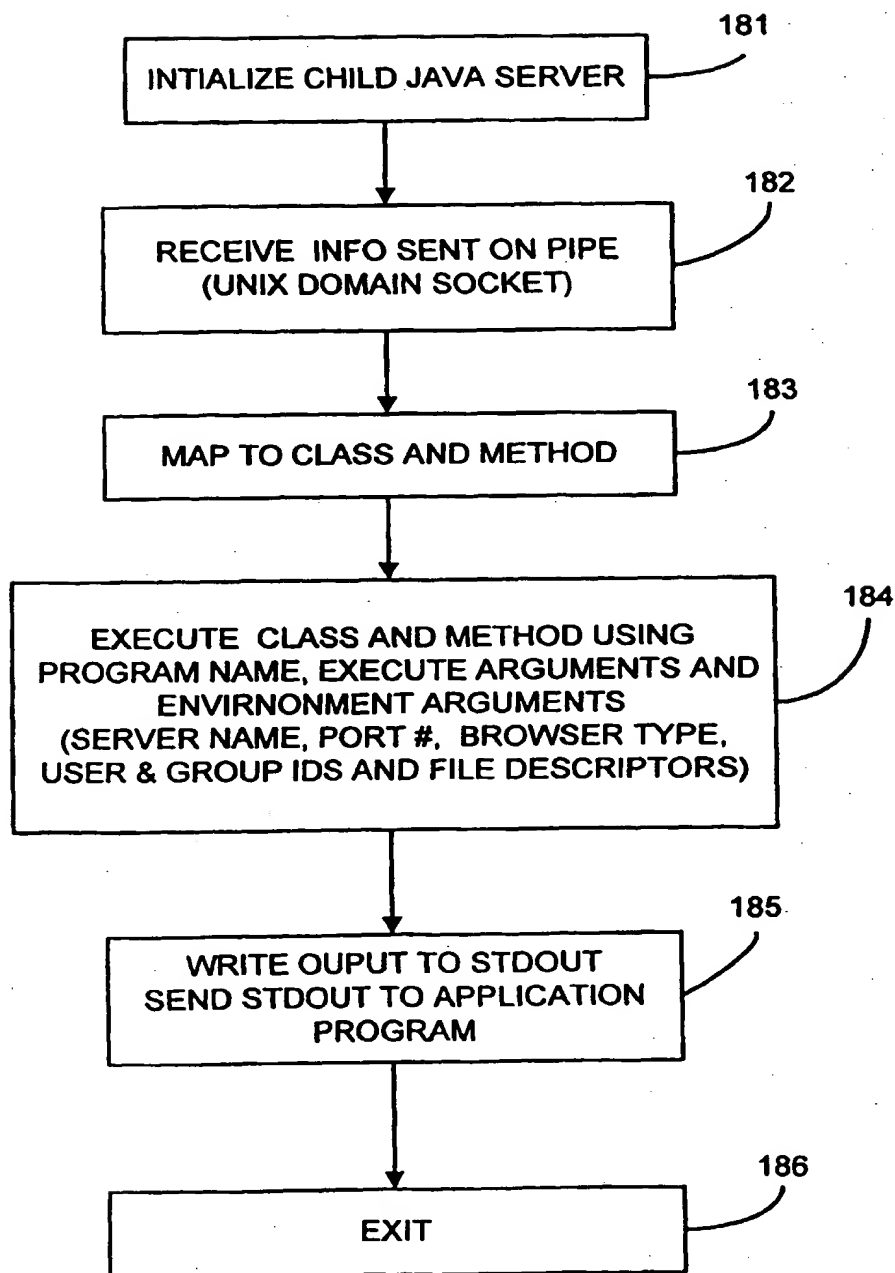 181
INTIALIZE CHILD JAVA SERVER
182
RECEIVE INFO SENT ON PIPE
(UNIX DOMAIN SOCKET)
183
MAP TO CLASS AND METHOD
184
EXECUTE CLASS AND METHOD USING
PROGRAM NAME, EXECUTE ARGUMENTS AND
ENVIRNONMENT ARGUMENTS
(SERVER NAME, PORT #, BROWSER TYPE,
USER & GROUP IDS AND FILE DESCRIPTORS)
185
WRITE OUPUT TO STDOUT
SEND STDOUT TO APPLICATION
PROGRAM
186
EXIT